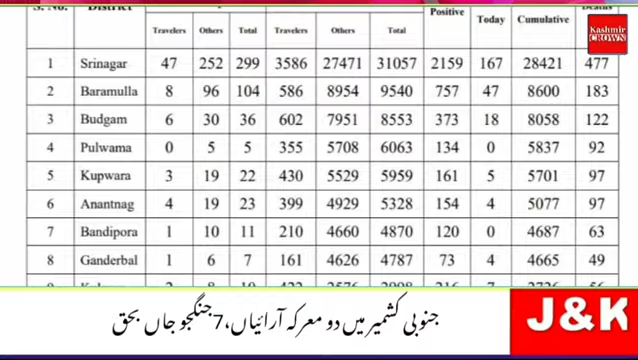 S. No. District Deaths
Positive
Kashmir
CROWN
Travelers Others Total Travelers Others Total Today Cumulative
1 Srinagar 47 252 299 3586 27471 31057 2159 167 28421 477
2 Baramulla 8 96 104 586 8954 9540 757 47 8600 183
3 Budgam 6 30 36 602 7951 8553 373 18 8058 122
4 Pulwama 0 5 5 355 5708 6063 134 0 5837 92
5 Kupwara 3 19 22 430 5529 5959 161 5 5701 97
6 Anantnag 4 19 23 399 4929 5328 154 4 5077 97
7 Bandipora 1 10 11 210 4660 4870 120 0 4687 63
8 Ganderbal 1 6 7 161 4626 4787 73 4 4665 49
جنوبی کشمیر میں دو معرکہ آرائیاں،7جنگجو جاں بحق
J&K